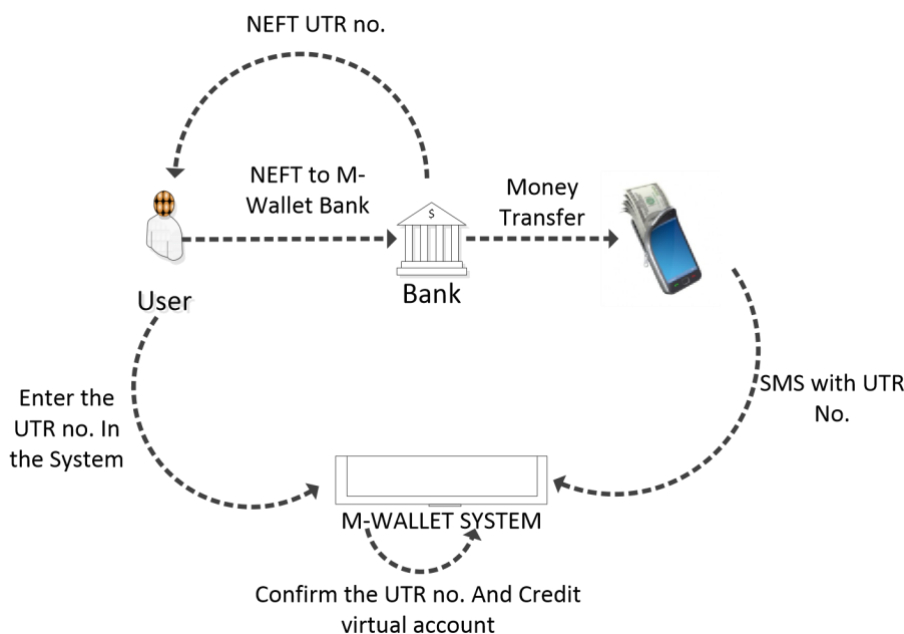 NEFT UTR no.
NEFT to M-
Wallet Bank
Money
Transfer
$
User
Bank
Enter the
UTR no. In
the System
SMS with UTR
No.
M-WALLET SYSTEM
Confirm the UTR no. And Credit
virtual account